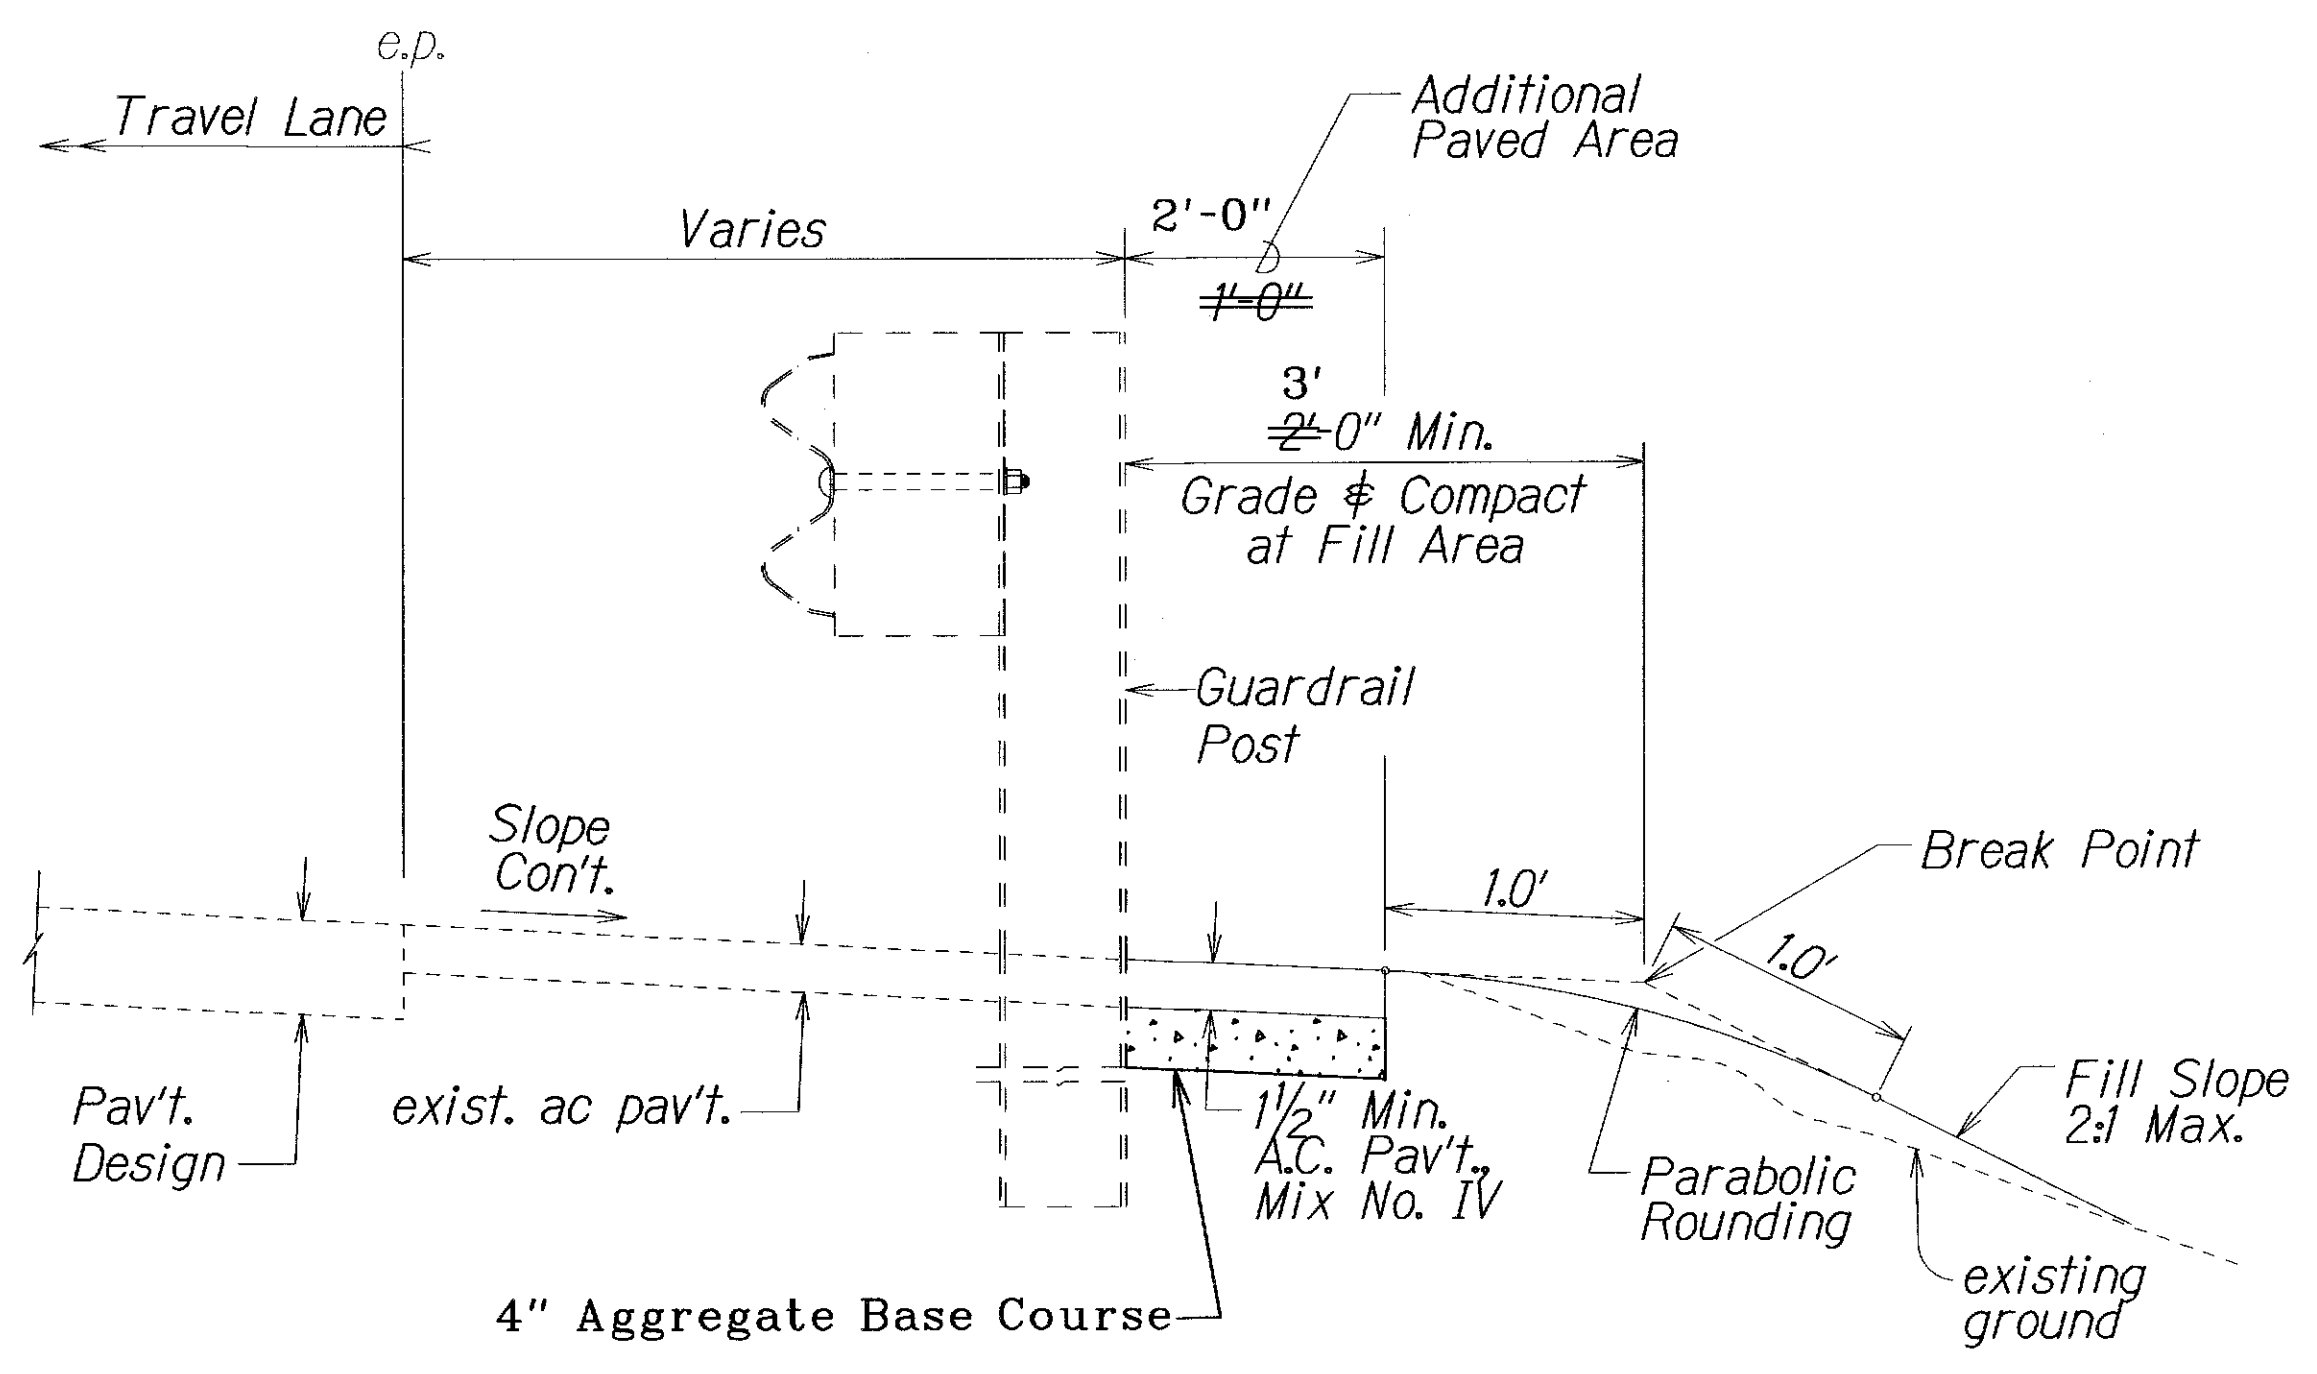 e.p.
Travel Lane
Additional
Paved Area
Varies
2'-0"
1'-0"
3'
2'-0" Min.
Grade & Compact
at Fill Area
Guardrail
Post
Slope
Con't.
1.0'
Break Point
1.0'
Pav't.
Design
exist. ac pav't.
1½" Min.
A.C. Pav't.,
Mix No. IV
Fill Slope
2:1 Max.
Parabolic
Rounding
existing
ground
4" Aggregate Base Course